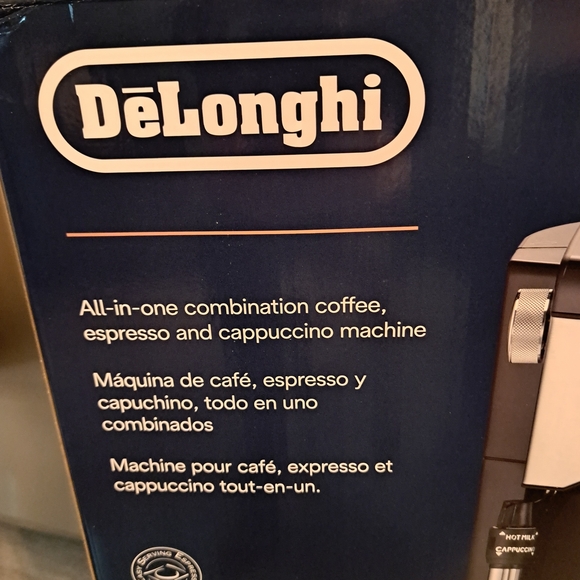 DēLonghi
All-in-one combination coffee,
espresso and cappuccino machine
Máquina de café, espresso y
capuchino, todo en uno
combinados
Machine pour café, expresso et
cappuccino tout-en-un.
HOT MILK
CAPPUCCINO
SERVING